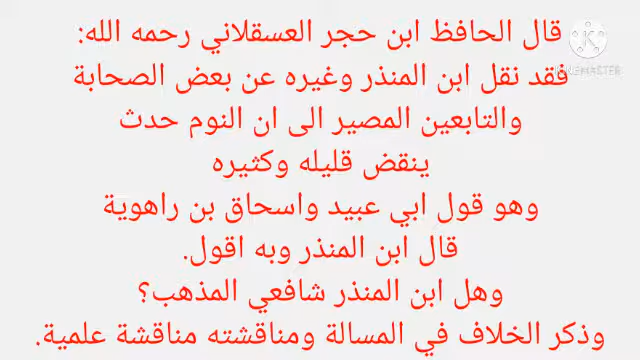 قال الحافظ ابن حجر العسقلاني رحمه الله:
فقد نقل ابن المنذر وغيره عن بعض الصحابة
والتابعين المصير الى ان النوم حدث
ينقض قليله وكثيره
وهو قول ابي عبيد واسحاق بن راهوية
قال ابن المنذر وبه اقول.
وهل ابن المنذر شافعي المذهب؟
وذكر الخلاف في المسالة ومناقشته مناقشة علمية.